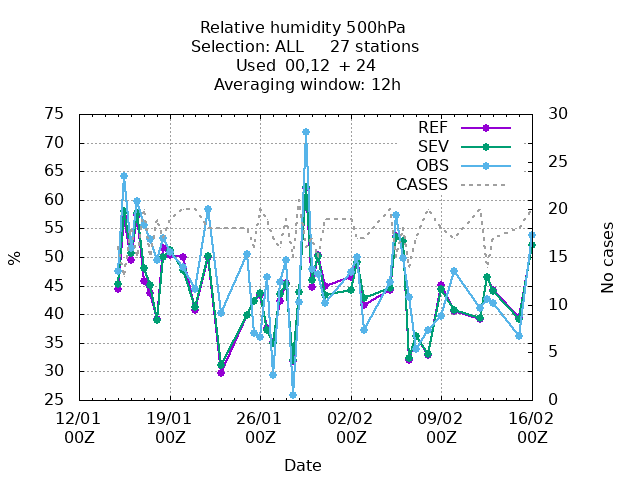 Relative humidity 500hPa
Selection: ALL     27 stations
Used  00,12  + 24
Averaging window: 12h
75
70
65
60
55
50
45
40
35
30
25
%
30
25
20
15
10
5
0
No cases
REF
SEV
OBS
CASES
12/01 00Z
19/01 00Z
26/01 00Z
02/02 00Z
09/02 00Z
16/02 00Z
Date